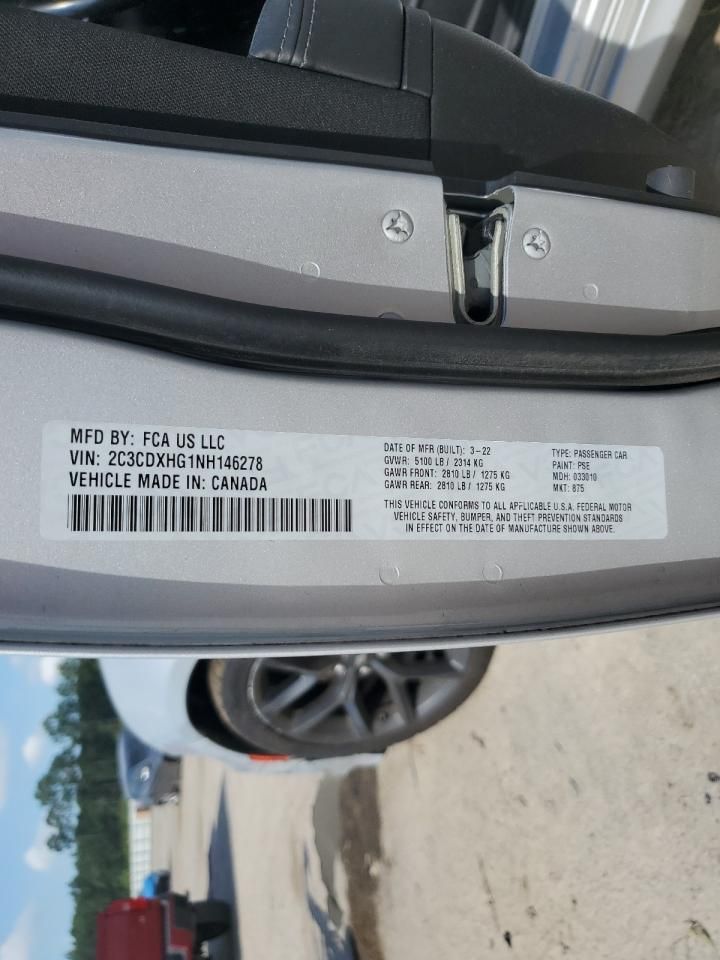 MFD BY: FCA US LLC
VIN: 2C3CDXHG1NH146278
VEHICLE MADE IN: CANADA
DATE OF MFR (BUILT): 3-22
GVWR: 5100 LB / 2314 KG
GAWR FRONT: 2810 LB / 1275 KG
GAWR REAR: 2810 LB / 1275 KG
TYPE: PASSENGER CAR
PAINT: PSE
MDH: 033010
MKT: 875
THIS VEHICLE CONFORMS TO ALL APPLICABLE U.S.A. FEDERAL MOTOR
VEHICLE SAFETY, BUMPER, AND THEFT PREVENTION STANDARDS
IN EFFECT ON THE DATE OF MANUFACTURE SHOWN ABOVE.